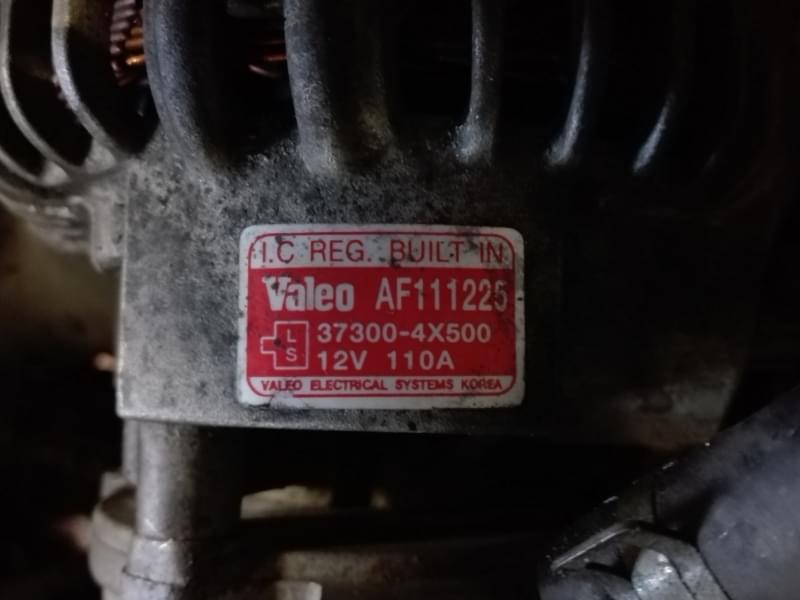 I.C REG. BUILT IN
Valeo AF111225
L 37300-4X500
S 12V 110A
VALEO ELECTRICAL SYSTEMS KOREA